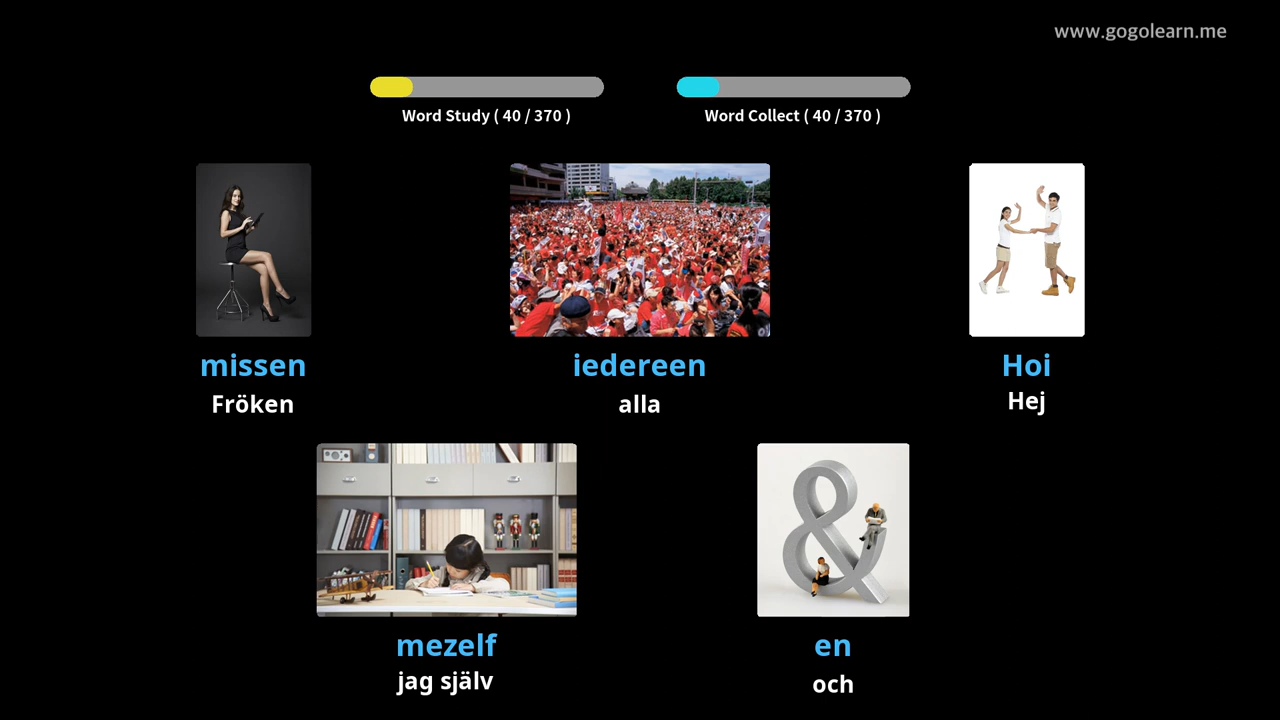 www.gogolearn.me
Word Study ( 40 / 370 )
Word Collect ( 40 / 370 )
missen
Fröken
iedereen
alla
Hoi
Hej
mezelf
jag själv
en
och